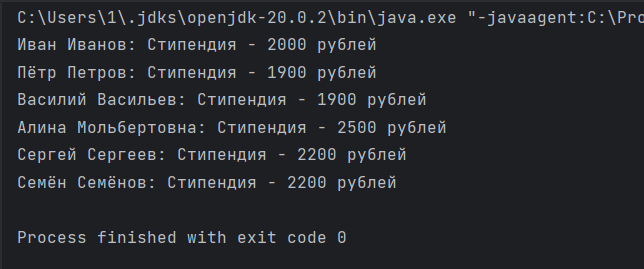 C:\Users\1\.jdks\openjdk-20.0.2\bin\java.exe "-javaagent:C:\Pro
Иван Иванов: Стипендия - 2000 рублей
Пётр Петров: Стипендия - 1900 рублей
Василий Васильев: Стипендия - 1900 рублей
Алина Мольбертовна: Стипендия - 2500 рублей
Сергей Сергеев: Стипендия - 2200 рублей
Семён Семёнов: Стипендия - 2200 рублей
Process finished with exit code 0